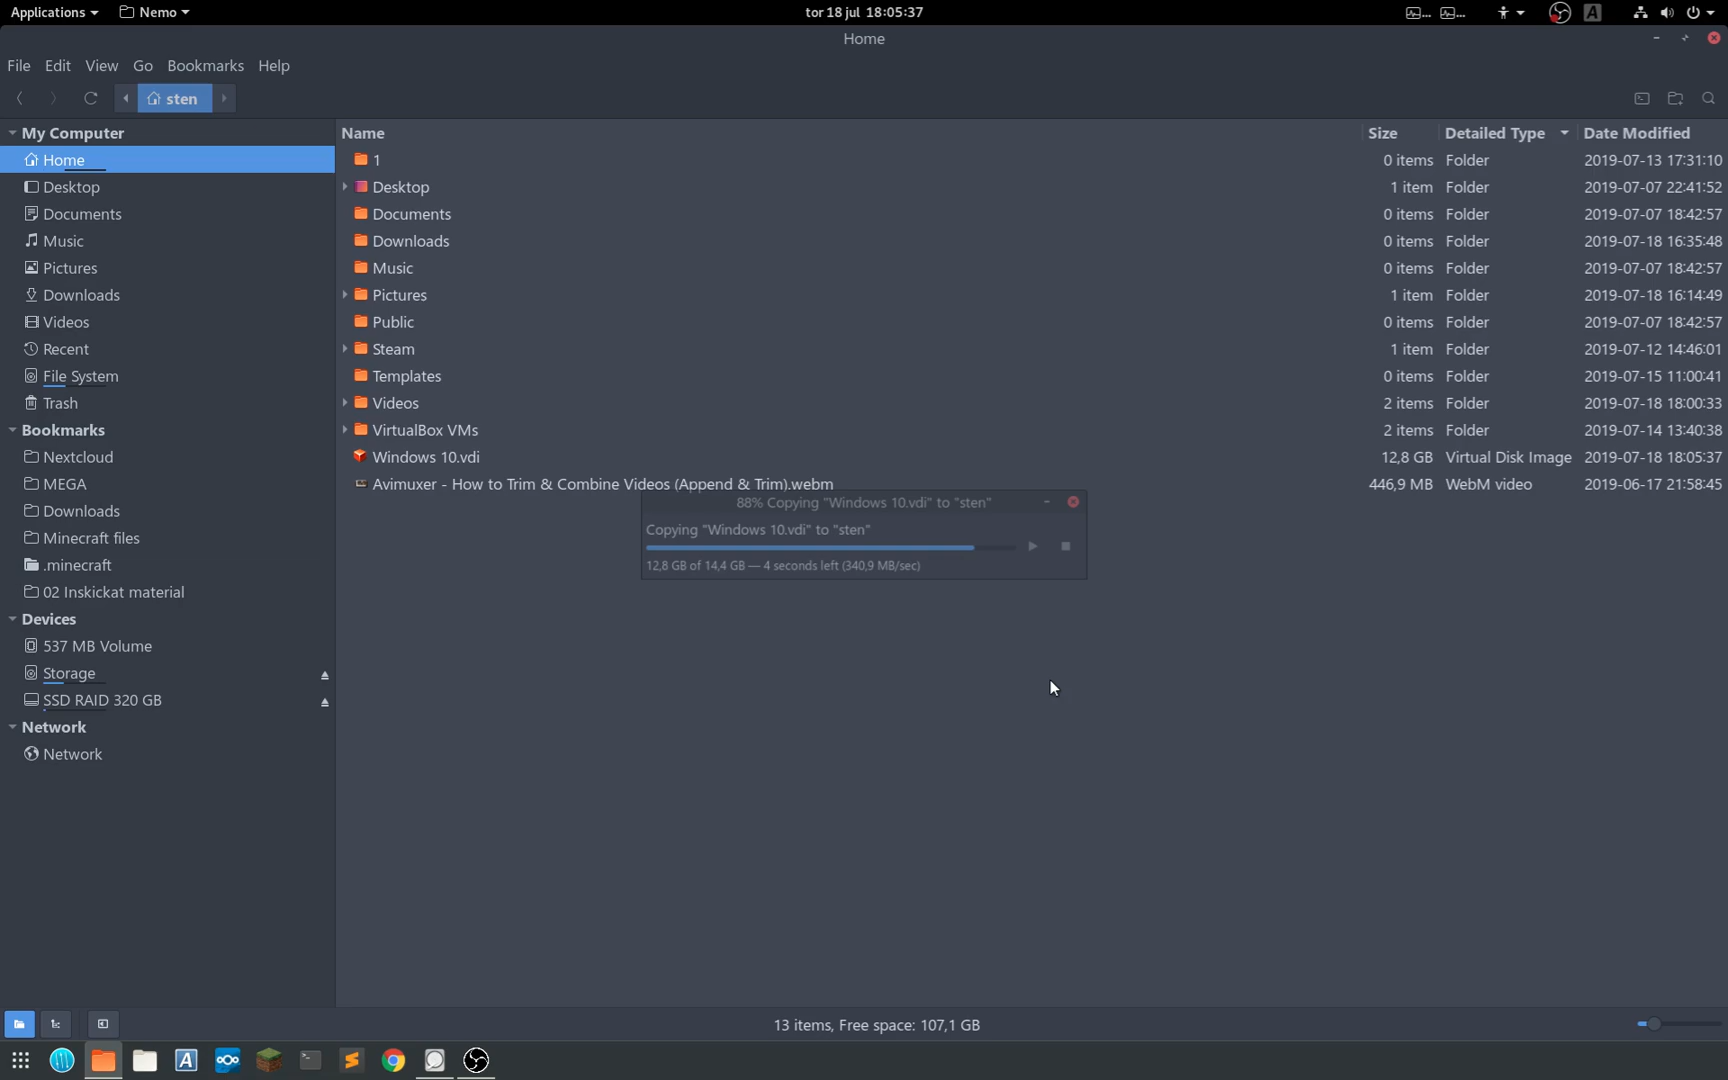 Applications Nemo tor 18 jul 18:05:37
Home
File Edit View Go Bookmarks Help
sten
My Computer
Home
Desktop
Documents
Music
Pictures
Downloads
Videos
Recent
File System
Trash
Bookmarks
Nextcloud
MEGA
Downloads
Minecraft files
.minecraft
02 Inskickat material
Devices
537 MB Volume
Storage
SSD RAID 320 GB
Network
Network
Name Size Detailed Type Date Modified
1 0 items Folder 2019-07-13 17:31:10
Desktop 1 item Folder 2019-07-07 22:41:52
Documents 0 items Folder 2019-07-07 18:42:57
Downloads 0 items Folder 2019-07-18 16:35:48
Music 0 items Folder 2019-07-07 18:42:57
Pictures 1 item Folder 2019-07-18 16:14:49
Public 0 items Folder 2019-07-07 18:42:57
Steam 1 item Folder 2019-07-12 14:46:01
Templates 0 items Folder 2019-07-15 11:00:41
Videos 2 items Folder 2019-07-18 18:00:33
VirtualBox VMs 2 items Folder 2019-07-14 13:40:38
Windows 10.vdi 12,8 GB Virtual Disk Image 2019-07-18 18:05:37
Avimuxer - How to Trim & Combine Videos (Append & Trim).webm 446,9 MB WebM video 2019-06-17 21:58:45
88% Copying "Windows 10.vdi" to "sten"
Copying "Windows 10.vdi" to "sten"
12,8 GB of 14,4 GB — 4 seconds left (340,9 MB/sec)
13 items, Free space: 107,1 GB